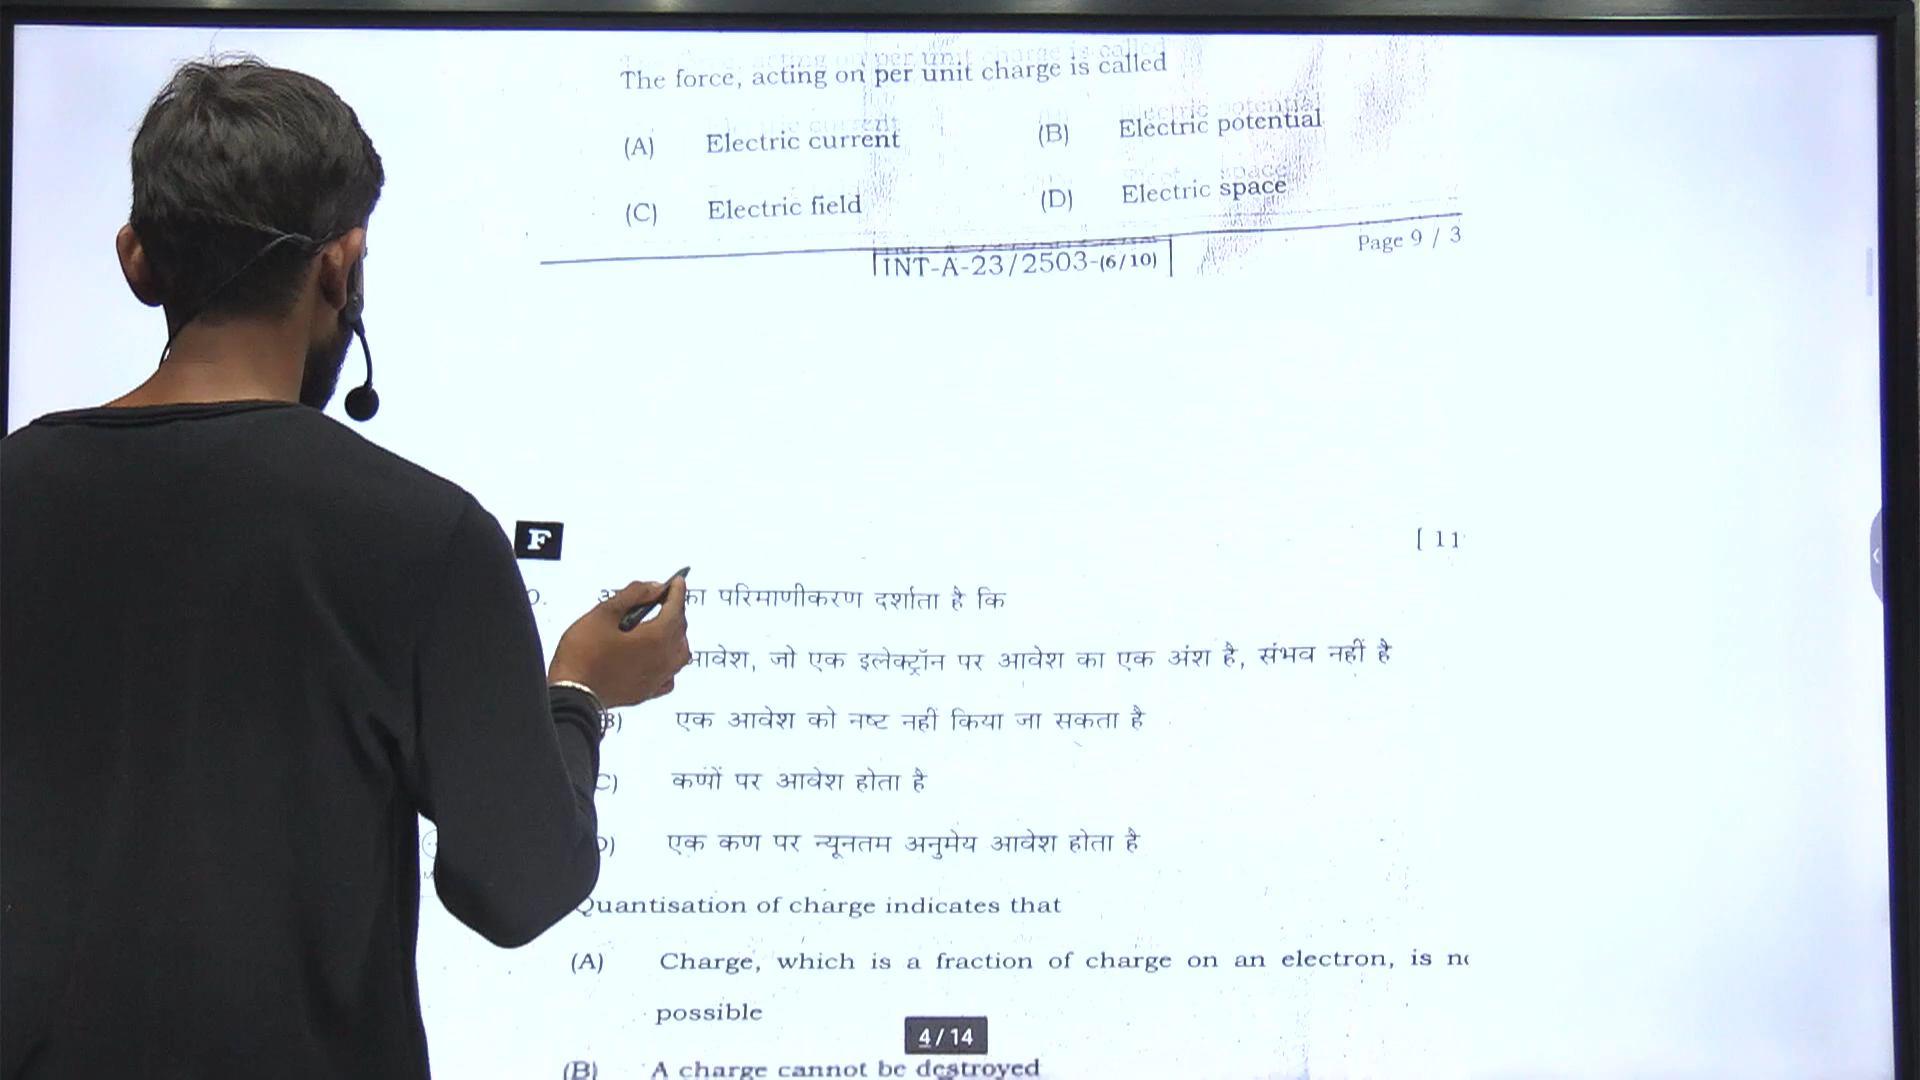 The force, acting on per unit charge is called
(A) Electric current (B) Electric potential
(C) Electric field (D) Electric space
INT-A-23/2503-(6/10) Page 9 / 3
F [ 11
का परिमाणीकरण दर्शाता है कि
आवेश, जो एक इलेक्ट्रॉन पर आवेश का एक अंश है, संभव नहीं है
B) एक आवेश को नष्ट नहीं किया जा सकता है
C) कणों पर आवेश होता है
D) एक कण पर न्यूनतम अनुमेय आवेश होता है
Quantisation of charge indicates that
(A) Charge, which is a fraction of charge on an electron, is
possible
4/14
(B) A charge cannot be destroyed